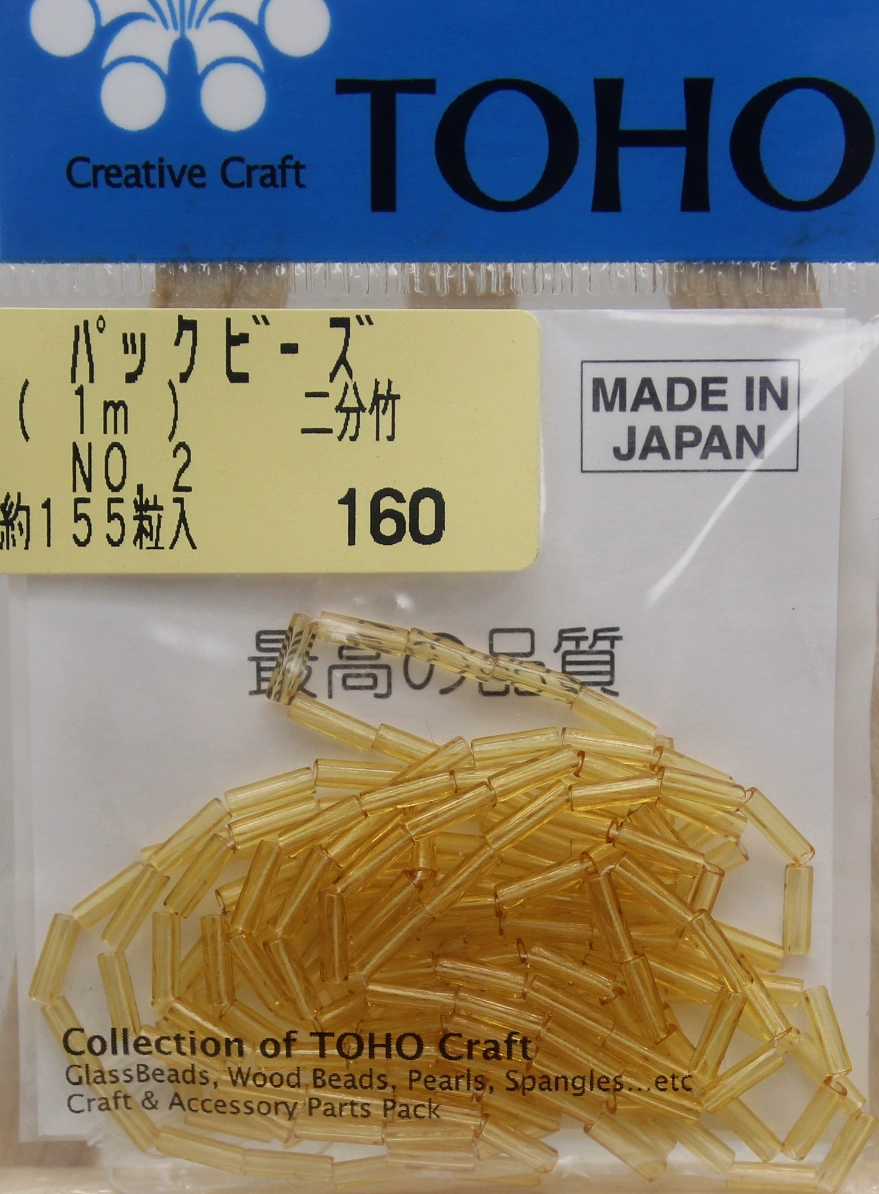 Creative Craft
TOHO
パックビーズ
( 1m ) 二分竹
NO. 2
約155粒入 160
MADE IN
JAPAN
最高の品質
Collection of TOHO Craft
GlassBeads, Wood Beads, Pearls, Spangles...etc
Craft & Accessory Parts Pack